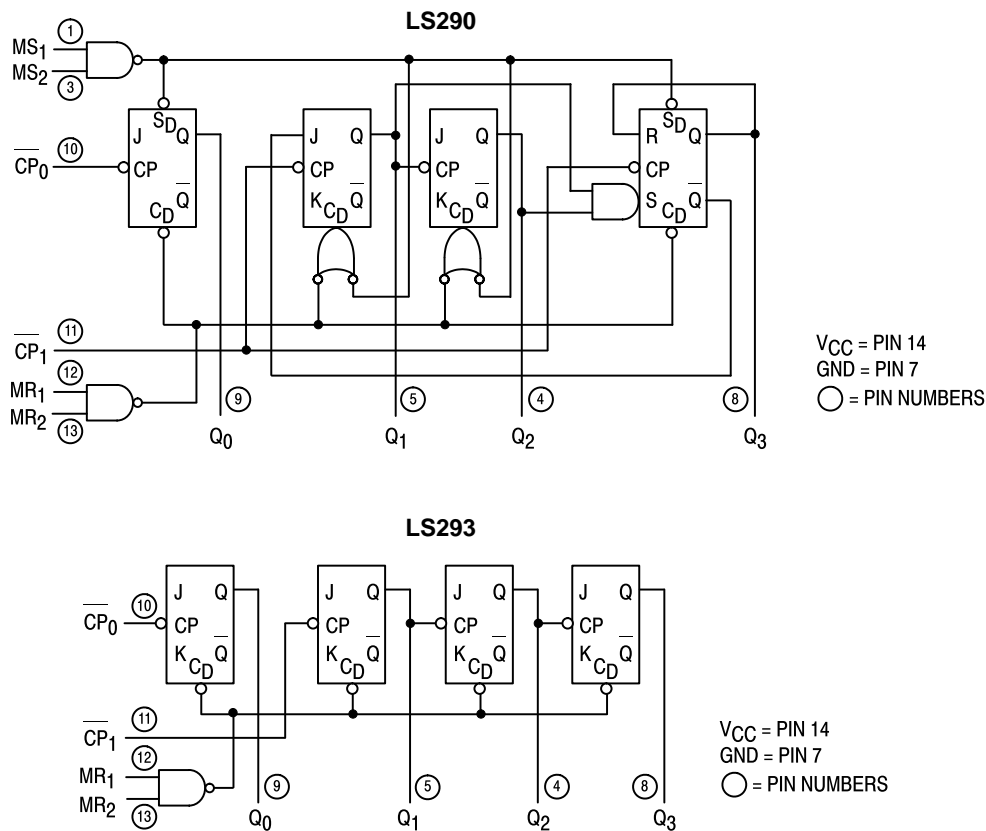 LS290
MS1
1
MS2
3
SD
J Q
CP0
10
CP
Q
CD
J Q
CP
K CD Q
J Q
CP
K CD Q
SD
R Q
CP
S CD Q
CP1
11
MR1
12
MR2
13
9
Q0
5
Q1
4
Q2
8
Q3
VCC = PIN 14
GND = PIN 7
= PIN NUMBERS
LS293
J Q
CP0
10
CP
K CD Q
J Q
CP
K CD Q
J Q
CP
K CD Q
J Q
CP
K CD Q
CP1
11
MR1
12
MR2
13
9
Q0
5
Q1
4
Q2
8
Q3
VCC = PIN 14
GND = PIN 7
= PIN NUMBERS